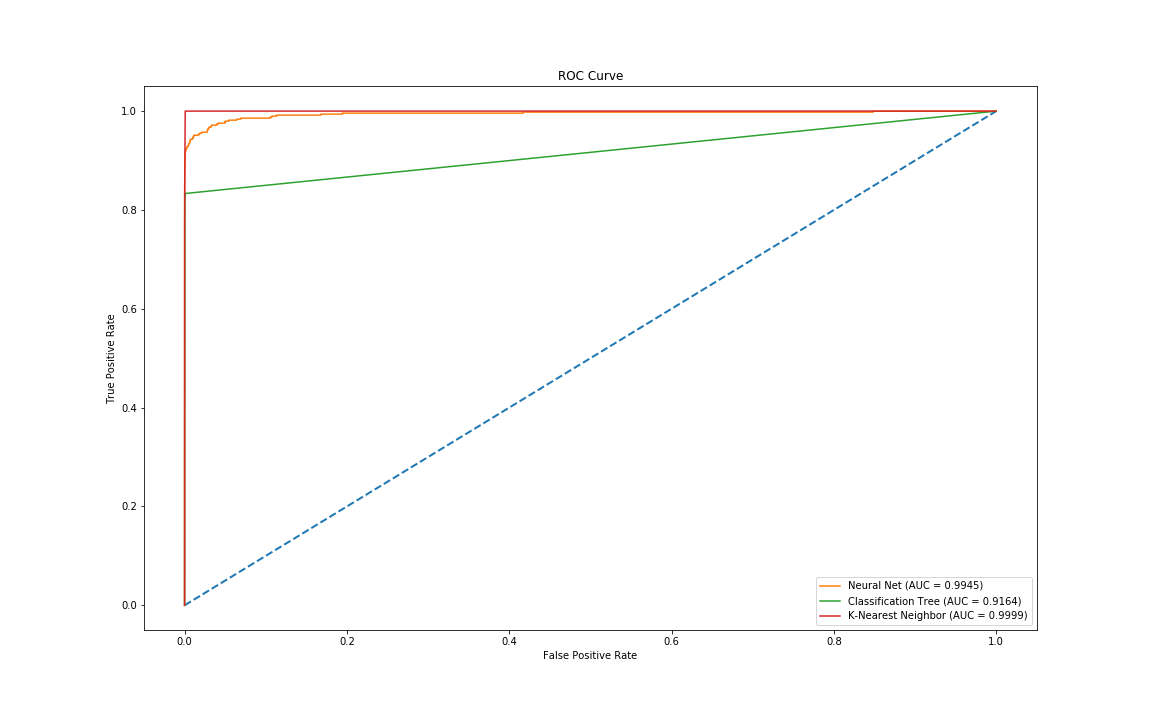 ROC Curve
1.0
0.8
0.6
0.4
0.2
0.0
True Positive Rate
0.0 0.2 0.4 0.6 0.8 1.0
False Positive Rate
Neural Net (AUC = 0.9945)
Classification Tree (AUC = 0.9164)
K-Nearest Neighbor (AUC = 0.9999)